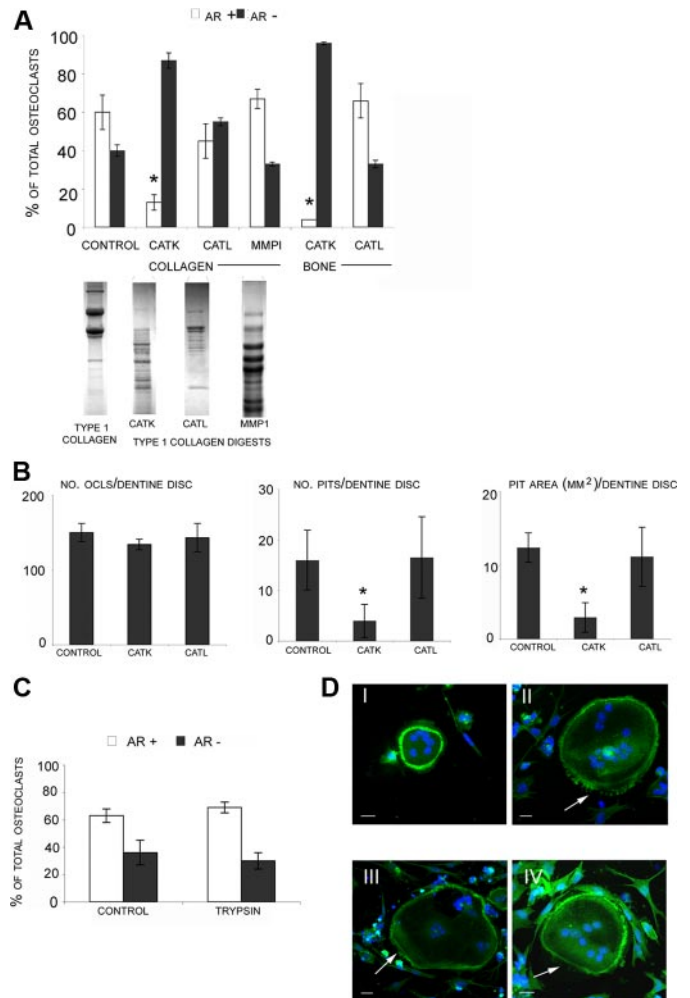 A
AR + AR -
% OF TOTAL OSTEOCLASTS
100
80
60
40
20
0
CONTROL CATK CATL MMPI CATK CATL
* *
COLLAGEN BONE
TYPE 1 COLLAGEN
CATK CATL MMP1
TYPE 1 COLLAGEN DIGESTS
B
NO. OCLS/DENTINE DISC
200
100
0
CONTROL CATK CATL
NO. PITS/DENTINE DISC
30
20
10
0
*
CONTROL CATK CATL
PIT AREA (MM²)/DENTINE DISC
20
10
0
*
CONTROL CATK CATL
C
AR + AR -
% OF TOTAL OSTEOCLASTS
100
80
60
40
20
0
CONTROL TRYPSIN
D
I II
III IV